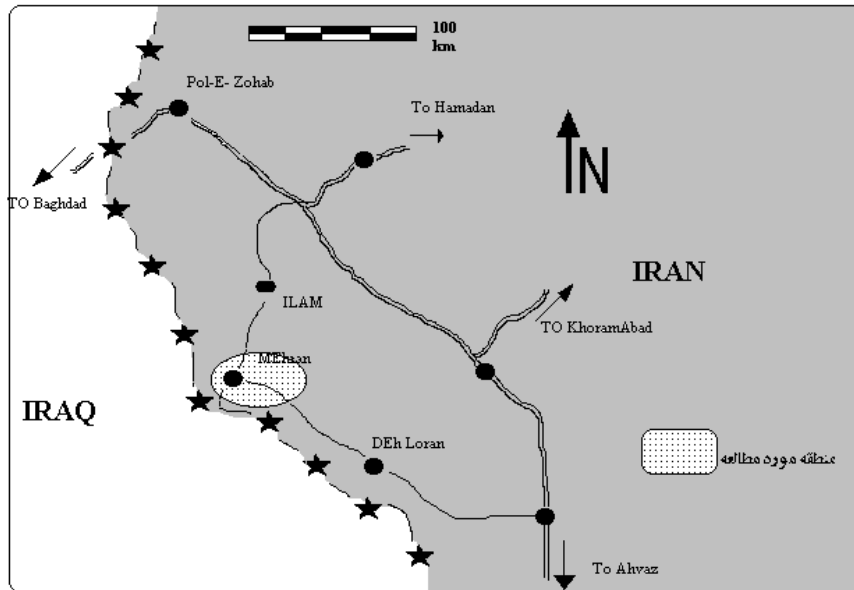 100
km
Pol-E- Zohab
To Hamadan
N
TO Baghdad
IRAN
ILAM
TO KhoramAbad
MEhran
IRAQ
DEh Loran
منطقه مورد مطالعه
To Ahvaz